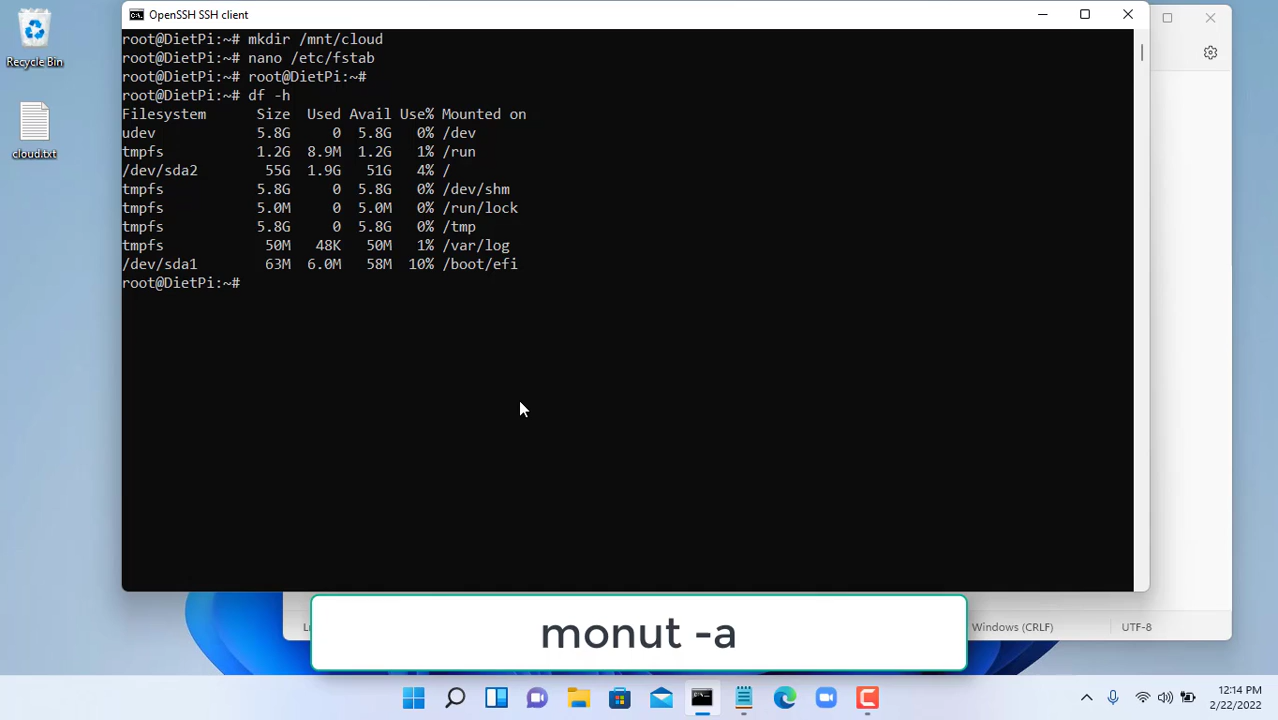 OpenSSH SSH client
Recycle Bin
cloud.txt
root@DietPi:~# mkdir /mnt/cloud
root@DietPi:~# nano /etc/fstab
root@DietPi:~# root@DietPi:~#
root@DietPi:~# df -h
Filesystem Size Used Avail Use% Mounted on
udev 5.8G 0 5.8G 0% /dev
tmpfs 1.2G 8.9M 1.2G 1% /run
/dev/sda2 55G 1.9G 51G 4% /
tmpfs 5.8G 0 5.8G 0% /dev/shm
tmpfs 5.0M 0 5.0M 0% /run/lock
tmpfs 5.8G 0 5.8G 0% /tmp
tmpfs 50M 48K 50M 1% /var/log
/dev/sda1 63M 6.0M 58M 10% /boot/efi
root@DietPi:~#
Windows (CRLF) UTF-8
monut -a
12:14 PM
2/22/2022